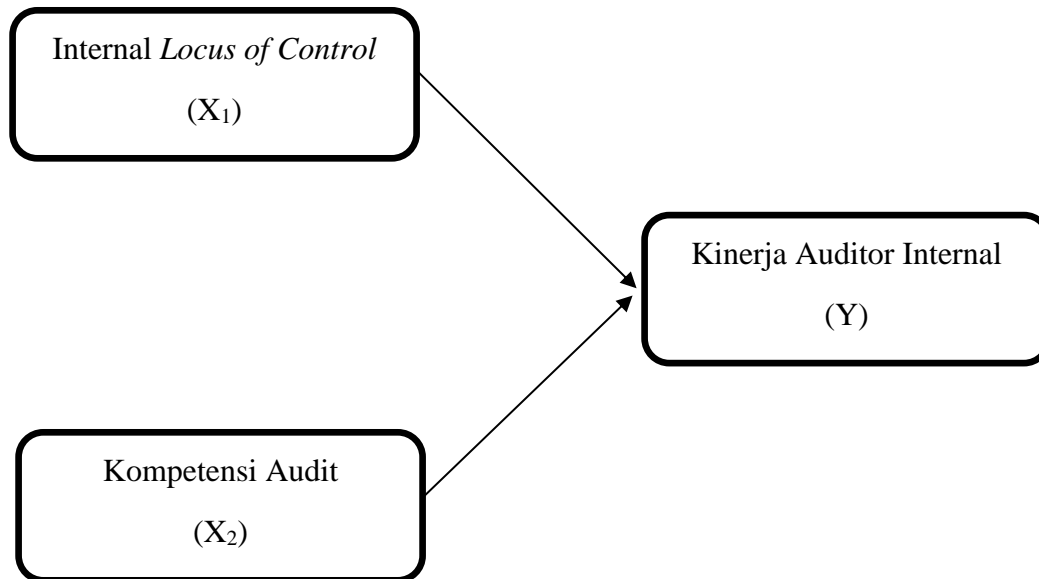 Internal Locus of Control
(X₁)
Kinerja Auditor Internal
(Y)
Kompetensi Audit
(X₂)